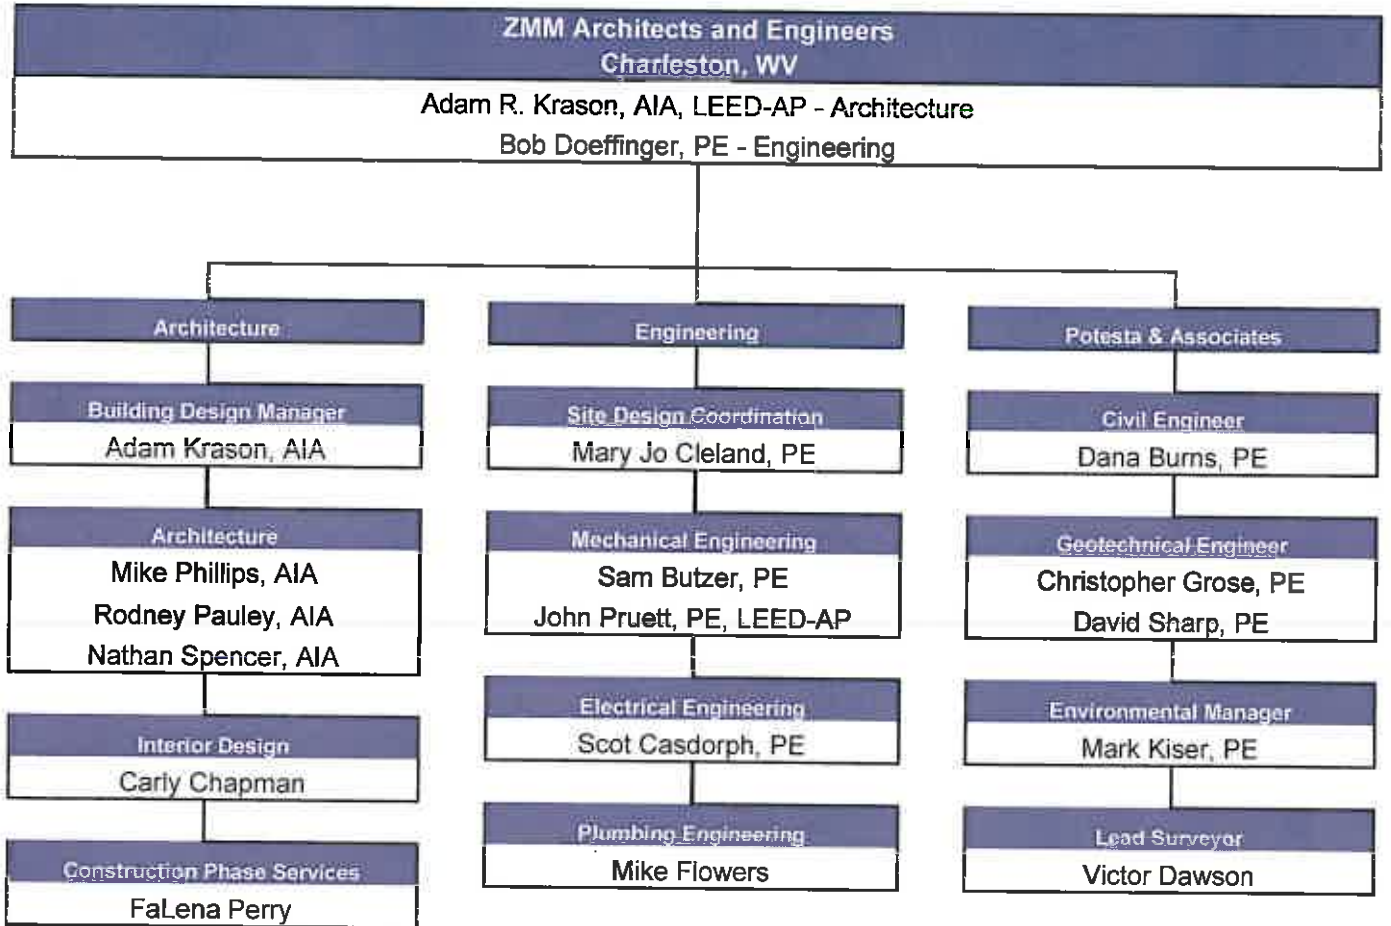 ZMM Architects and Engineers
Charleston, WV
Adam R. Krason, AIA, LEED-AP - Architecture
Bob Doeffinger, PE - Engineering
Architecture
Building Design Manager
Adam Krason, AIA
Architecture
Mike Phillips, AIA
Rodney Pauley, AIA
Nathan Spencer, AIA
Interior Design
Carly Chapman
Construction Phase Services
FaLena Perry
Engineering
Site Design Coordination
Mary Jo Cleland, PE
Mechanical Engineering
Sam Butzer, PE
John Pruett, PE, LEED-AP
Electrical Engineering
Scot Casdorph, PE
Plumbing Engineering
Mike Flowers
Potesta & Associates
Civil Engineer
Dana Burns, PE
Geotechnical Engineer
Christopher Grose, PE
David Sharp, PE
Environmental Manager
Mark Kiser, PE
Lead Surveyor
Victor Dawson